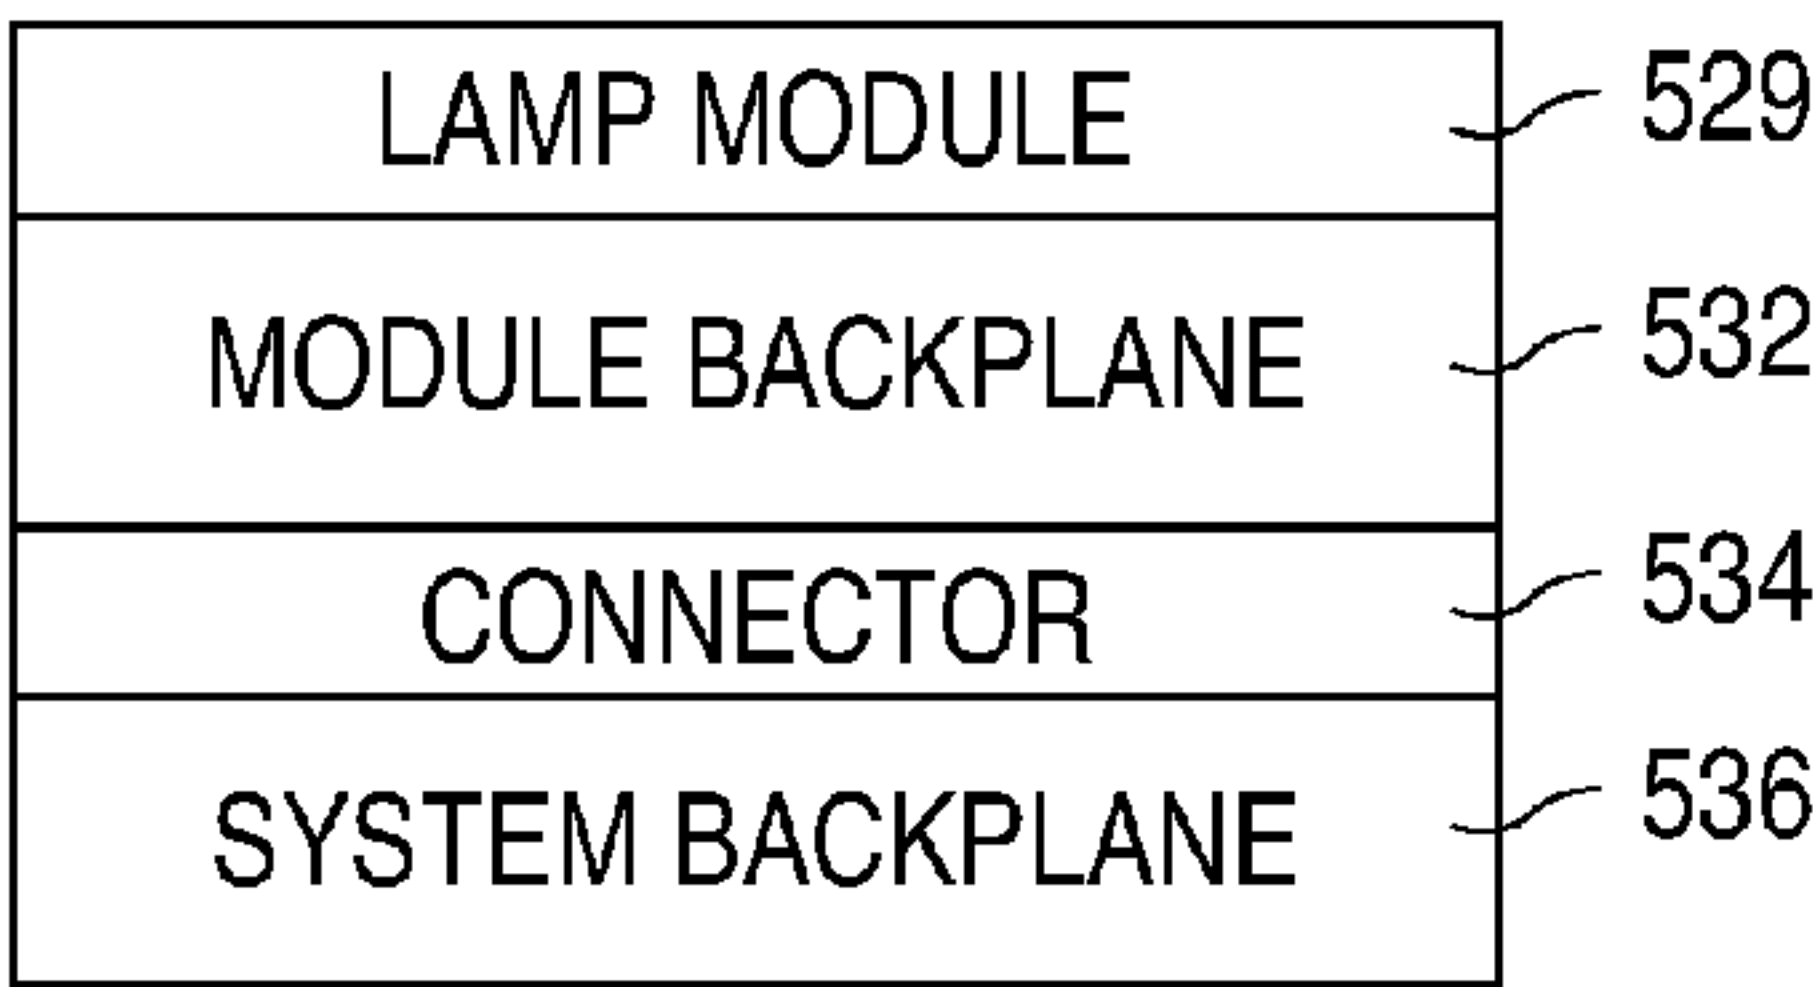 LAMP MODULE 529
MODULE BACKPLANE 532
CONNECTOR 534
SYSTEM BACKPLANE 536